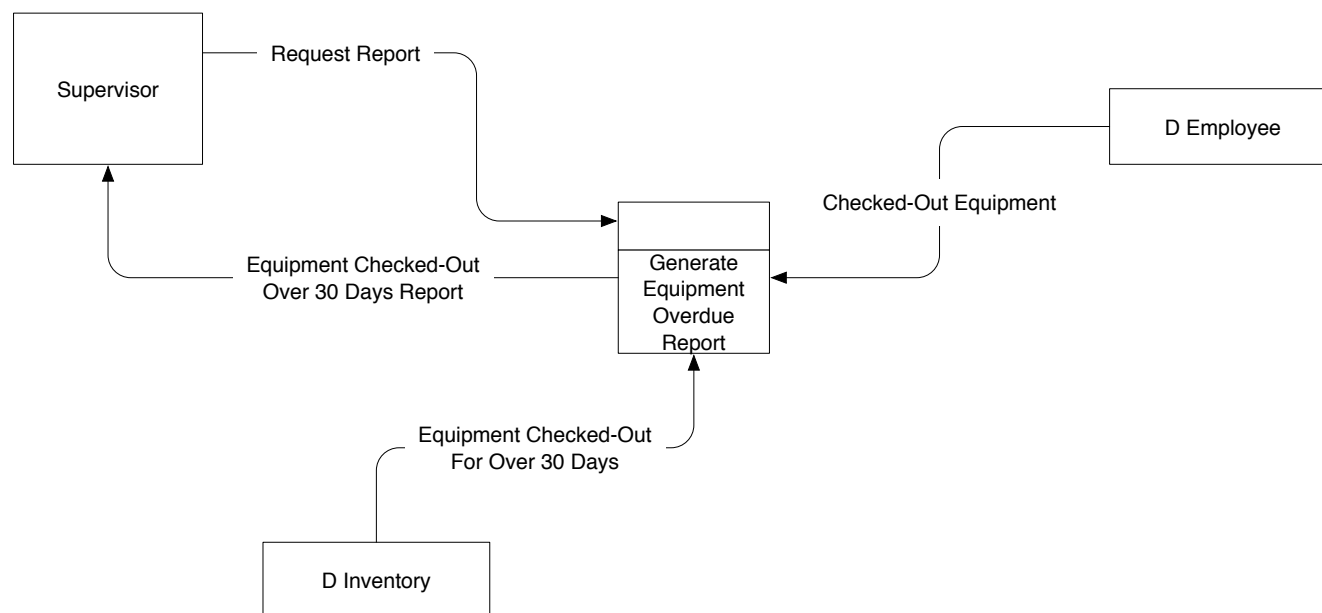 Request Report
Supervisor
D Employee
Checked-Out Equipment
Equipment Checked-Out
Over 30 Days Report
Generate
Equipment
Overdue
Report
Equipment Checked-Out
For Over 30 Days
D Inventory